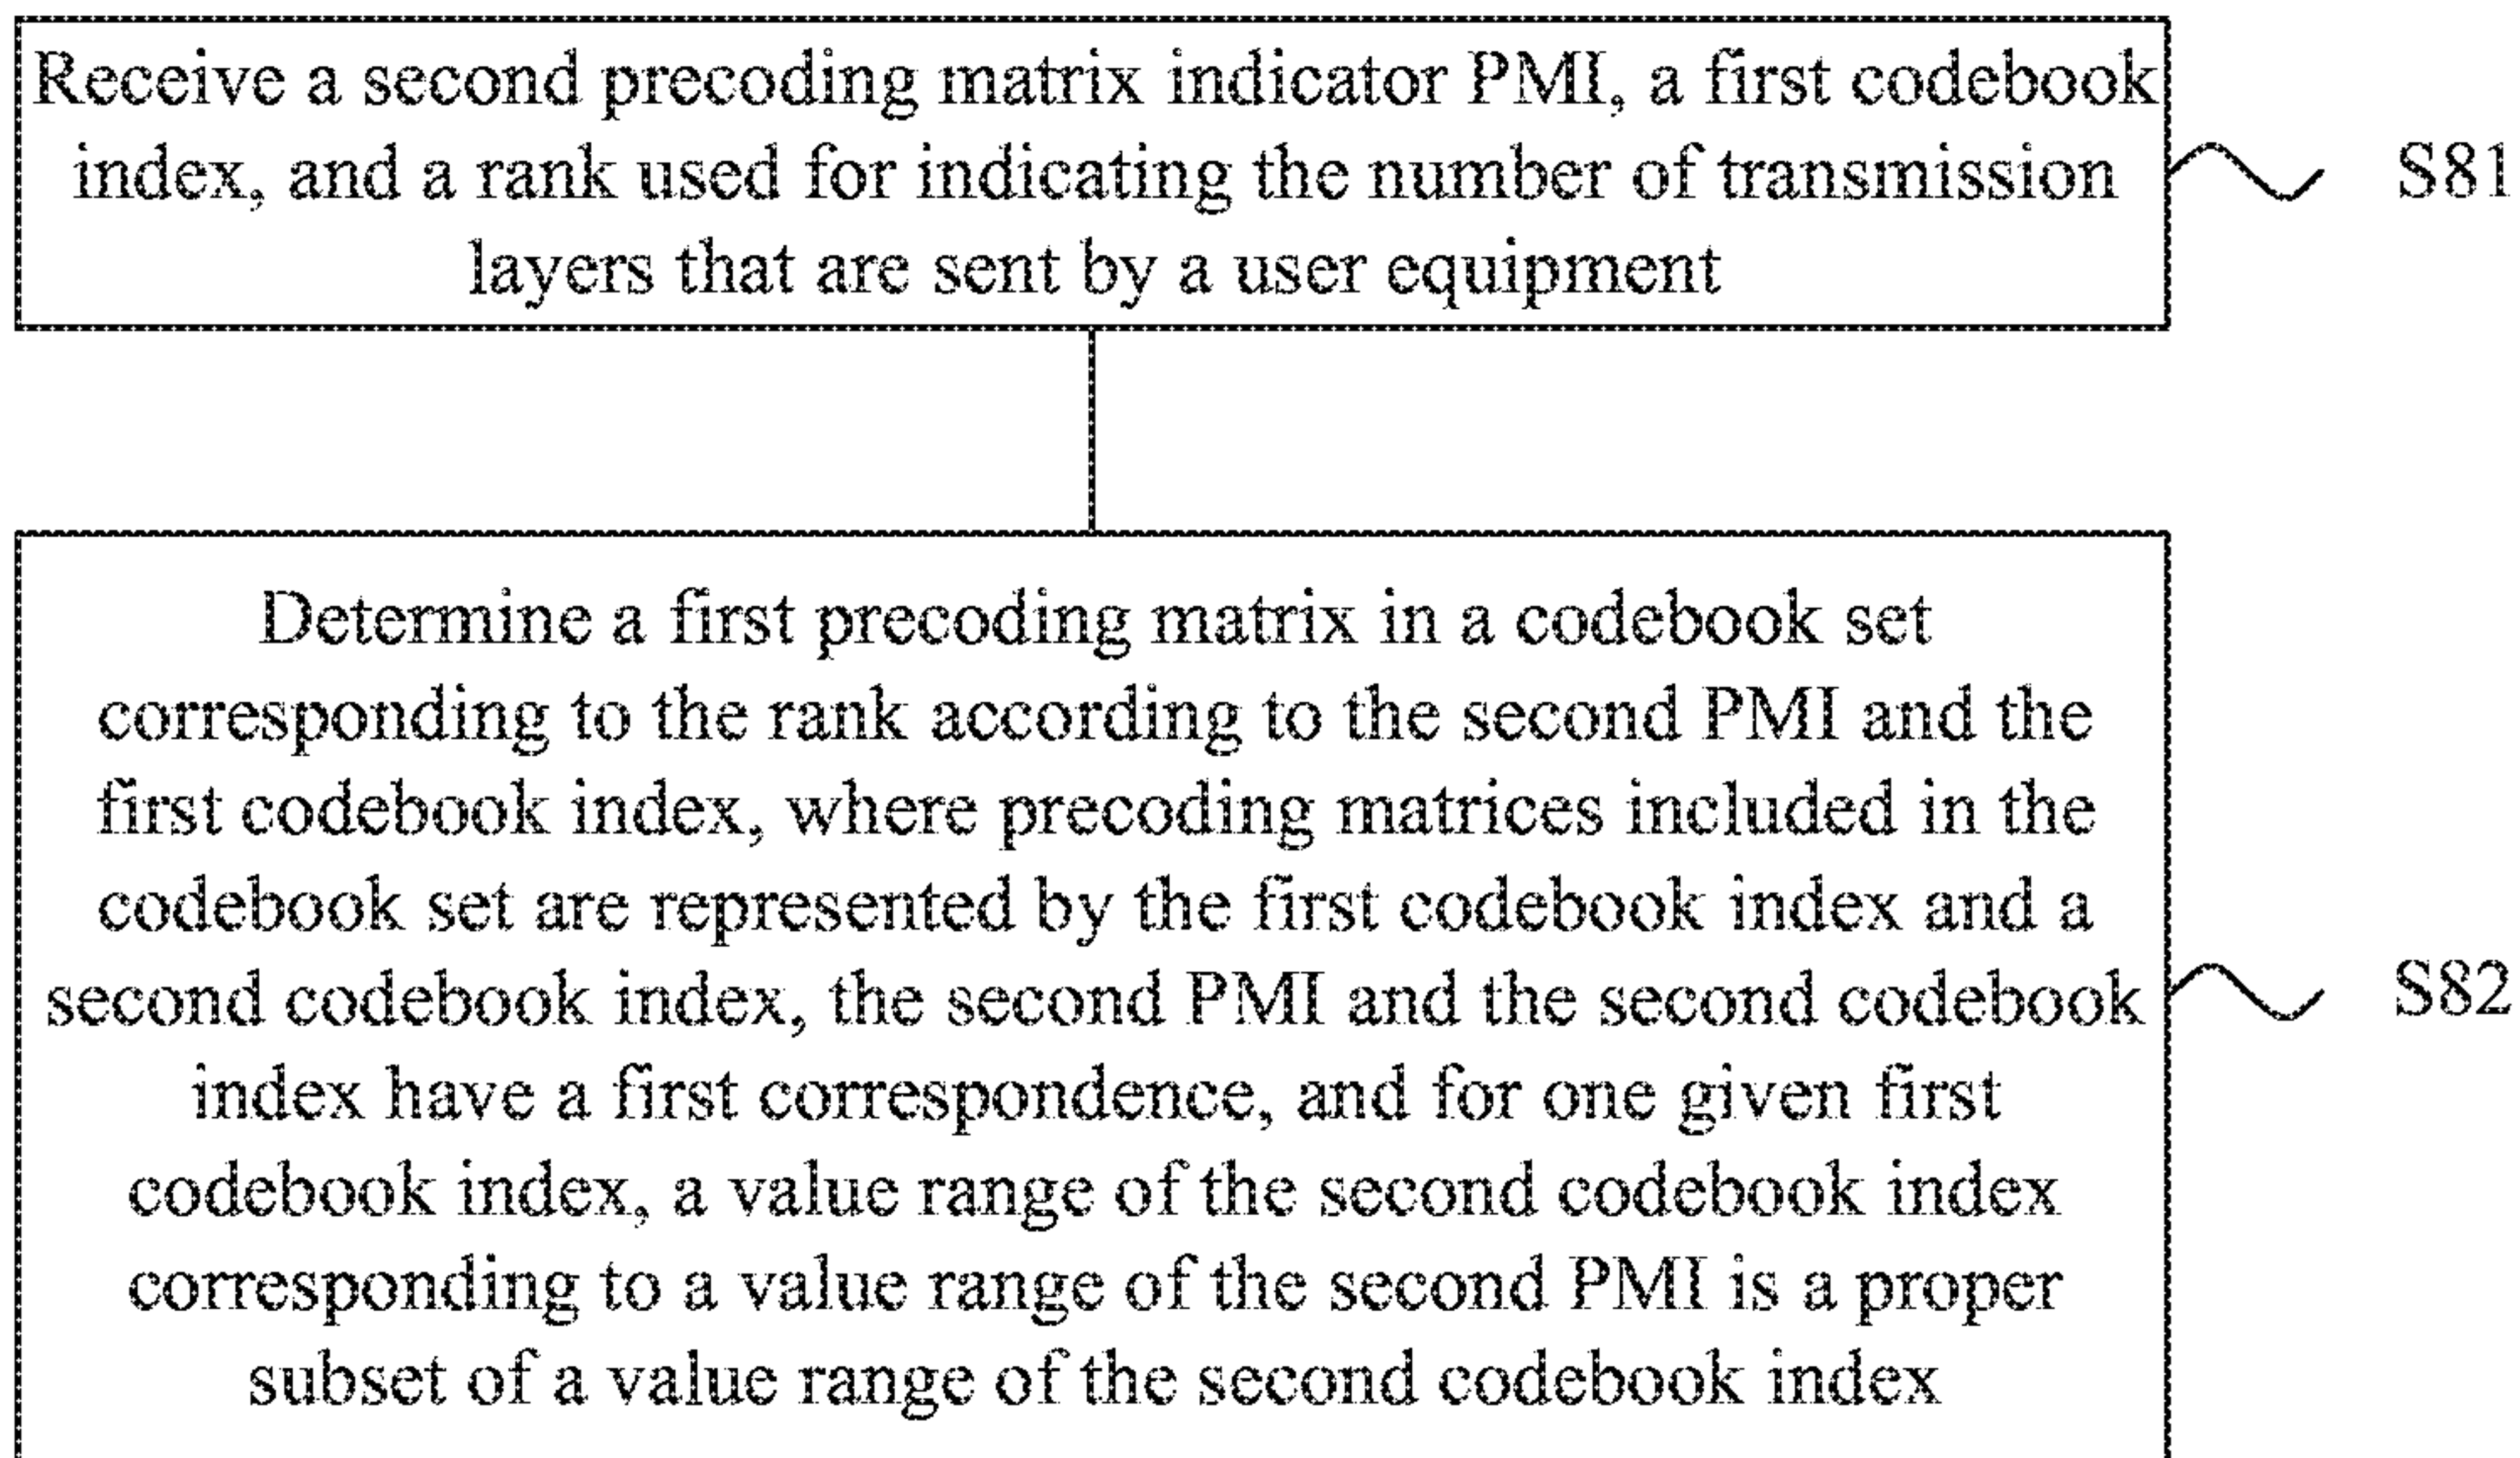 Receive a second precoding matrix indicator PMI, a first codebook
index, and a rank used for indicating the number of transmission
layers that are sent by a user equipment
S81
Determine a first precoding matrix in a codebook set
corresponding to the rank according to the second PMI and the
first codebook index, where precoding matrices included in the
codebook set are represented by the first codebook index and a
second codebook index, the second PMI and the second codebook
index have a first correspondence, and for one given first
codebook index, a value range of the second codebook index
corresponding to a value range of the second PMI is a proper
subset of a value range of the second codebook index
S82